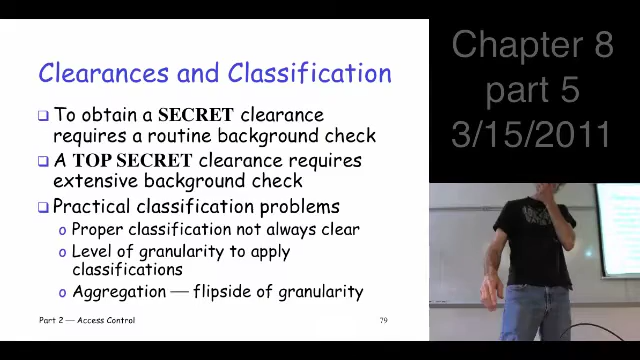 Clearances and Classification
To obtain a SECRET clearance
requires a routine background check
A TOP SECRET clearance requires
extensive background check
Practical classification problems
Proper classification not always clear
Level of granularity to apply
classifications
Aggregation — flipside of granularity
Part 2 — Access Control
79
Chapter 8
part 5
3/15/2011